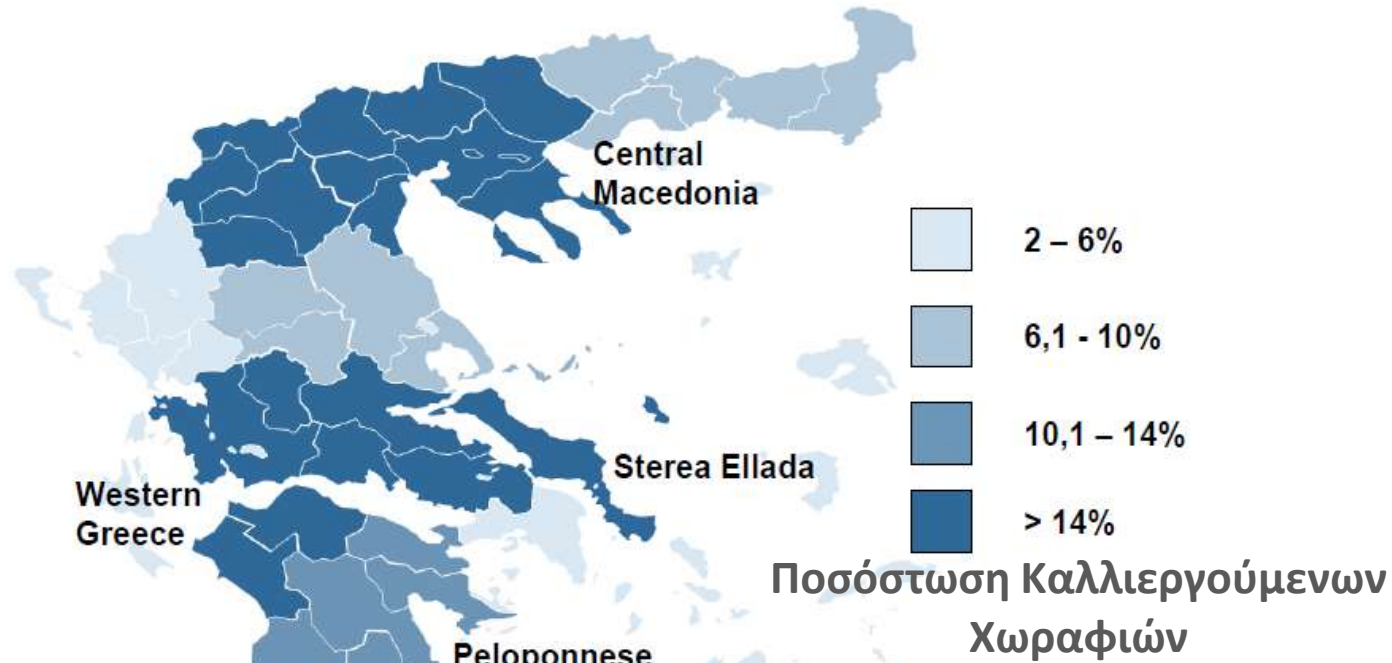 Central
Macedonia
2 – 6%
6,1 - 10%
10,1 – 14%
> 14%
Sterea Ellada
Western
Greece
Ποσόστωση Καλλιεργούμενων
Χωραφιών
Peloponnese